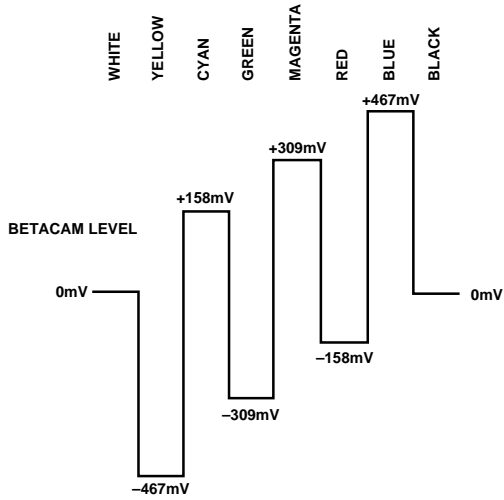 WHITE
YELLOW
CYAN
GREEN
MAGENTA
RED
BLUE
BLACK
+467mV
+309mV
+158mV
BETACAM LEVEL
0mV
0mV
–158mV
–309mV
–467mV